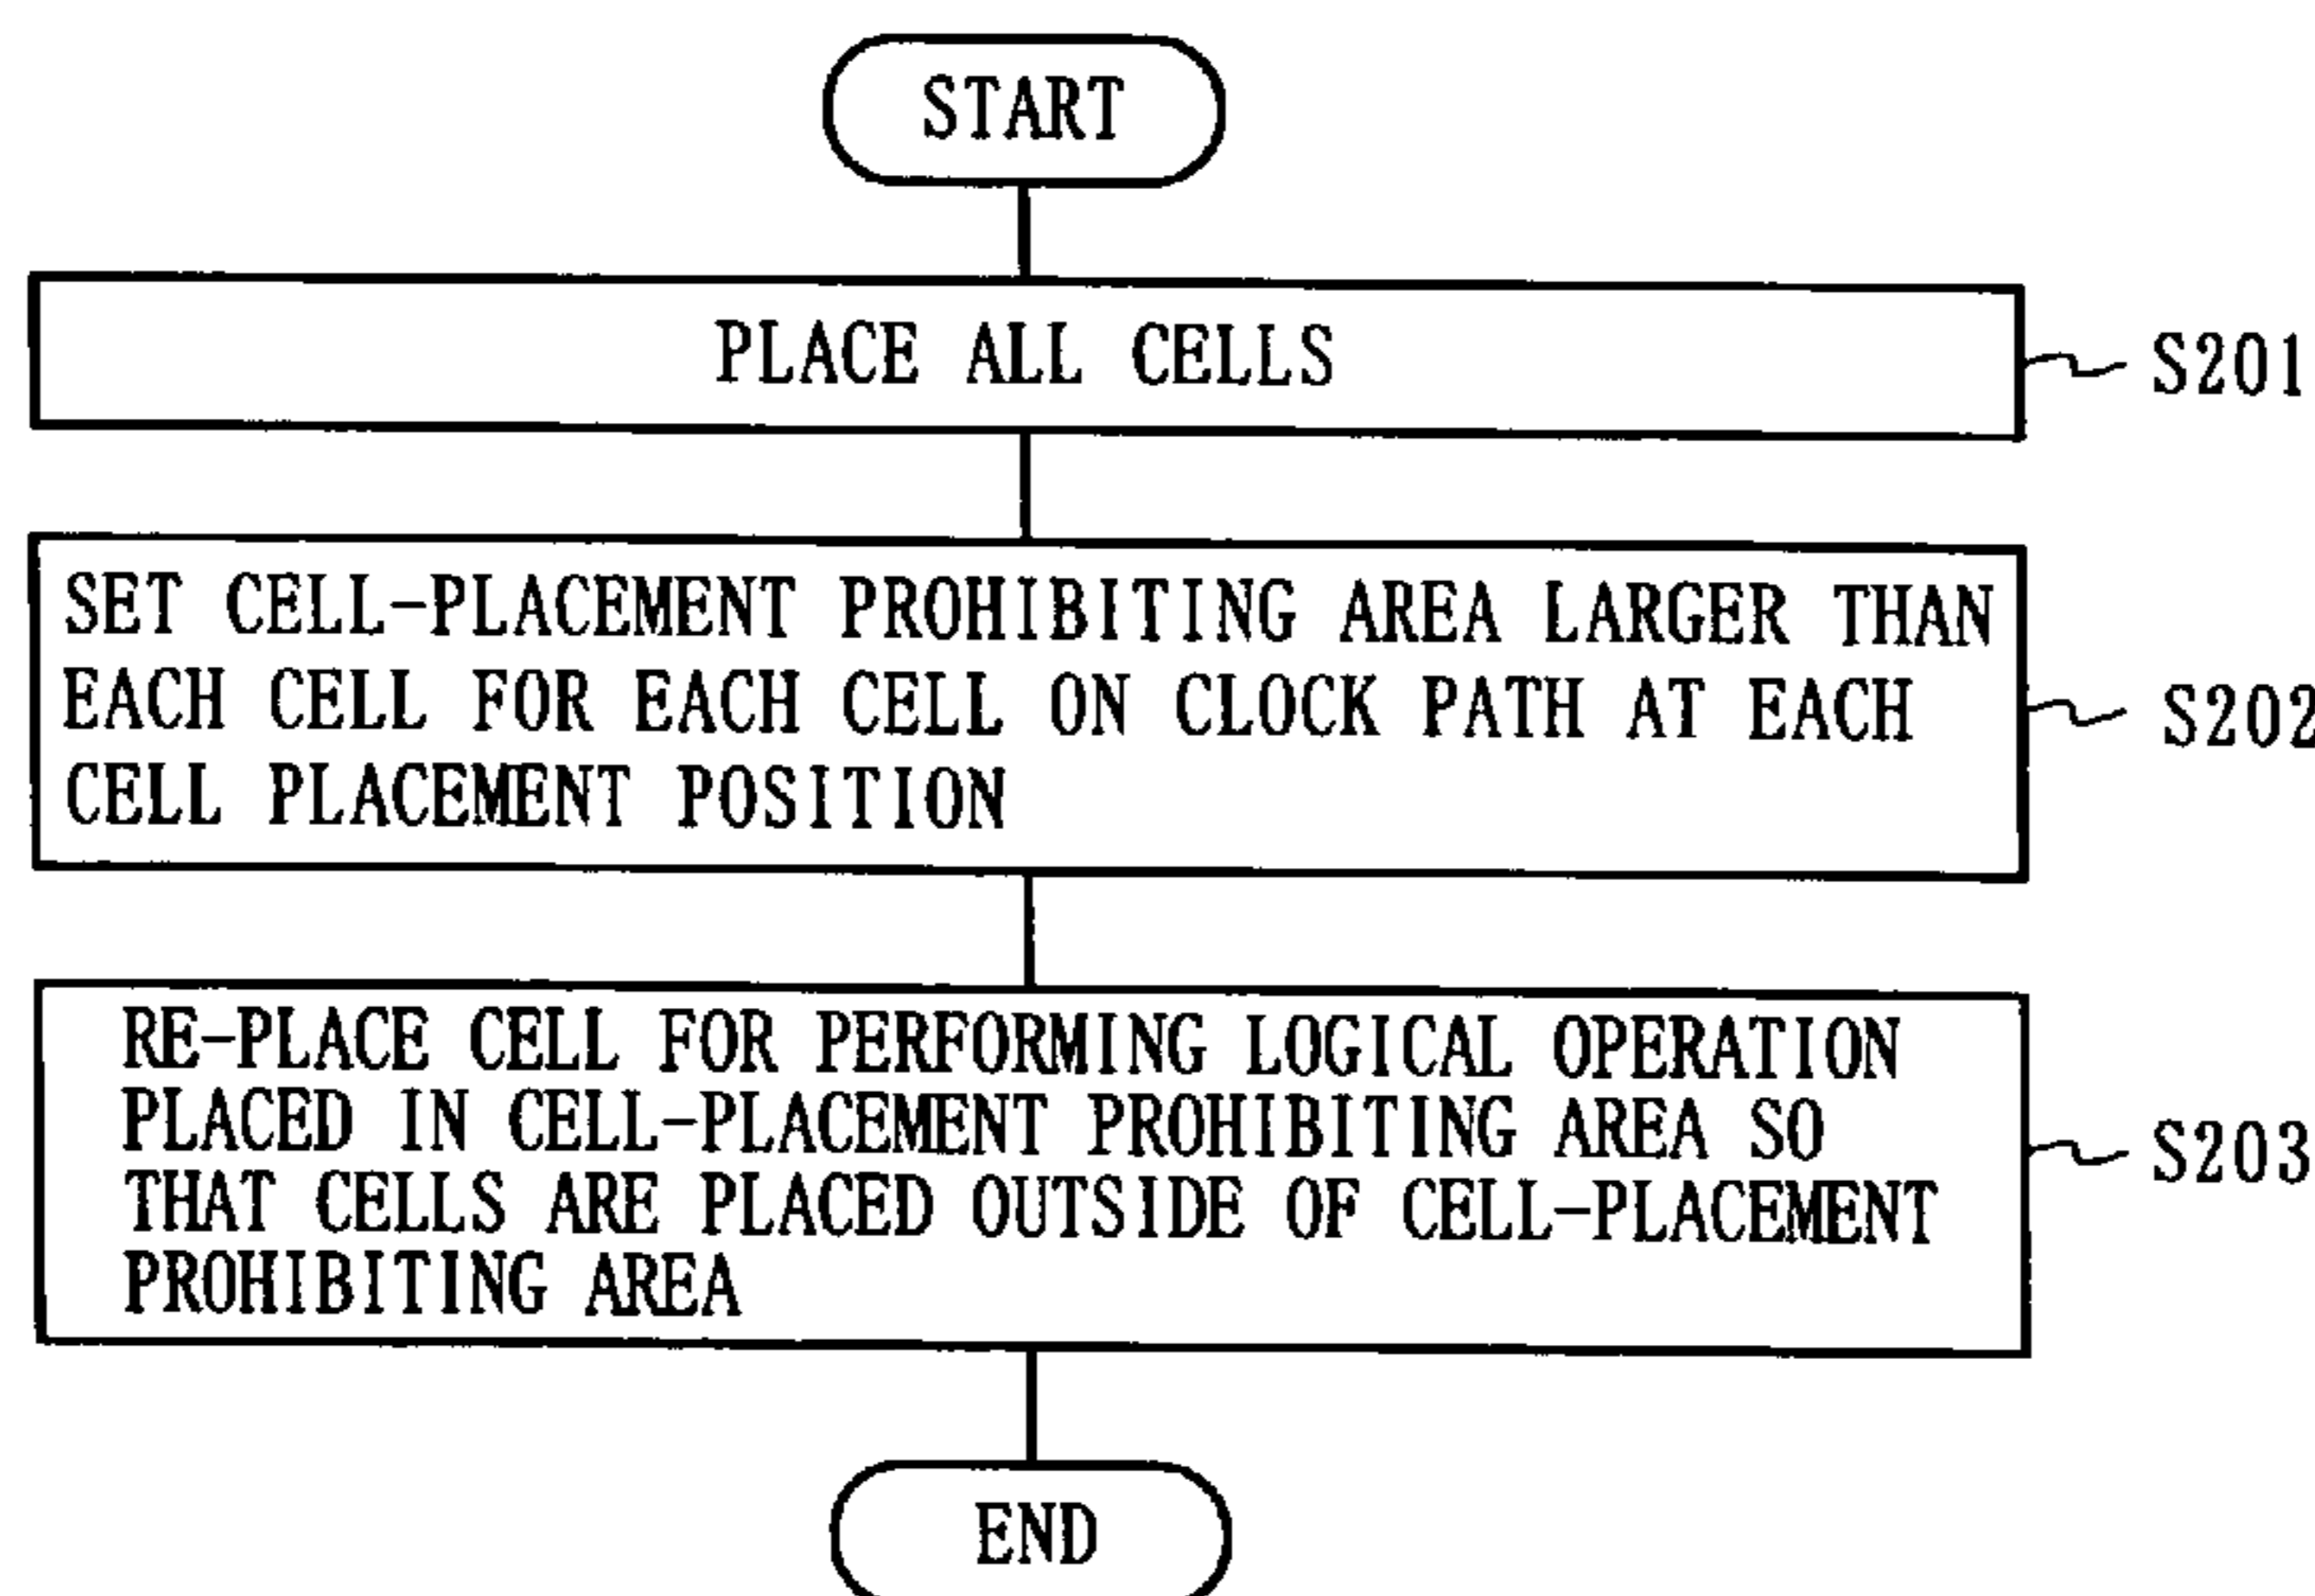 START
PLACE ALL CELLS
S201
SET CELL-PLACEMENT PROHIBITING AREA LARGER THAN
EACH CELL FOR EACH CELL ON CLOCK PATH AT EACH
CELL PLACEMENT POSITION
S202
RE-PLACE CELL FOR PERFORMING LOGICAL OPERATION
PLACED IN CELL-PLACEMENT PROHIBITING AREA SO
THAT CELLS ARE PLACED OUTSIDE OF CELL-PLACEMENT
PROHIBITING AREA
S203
END